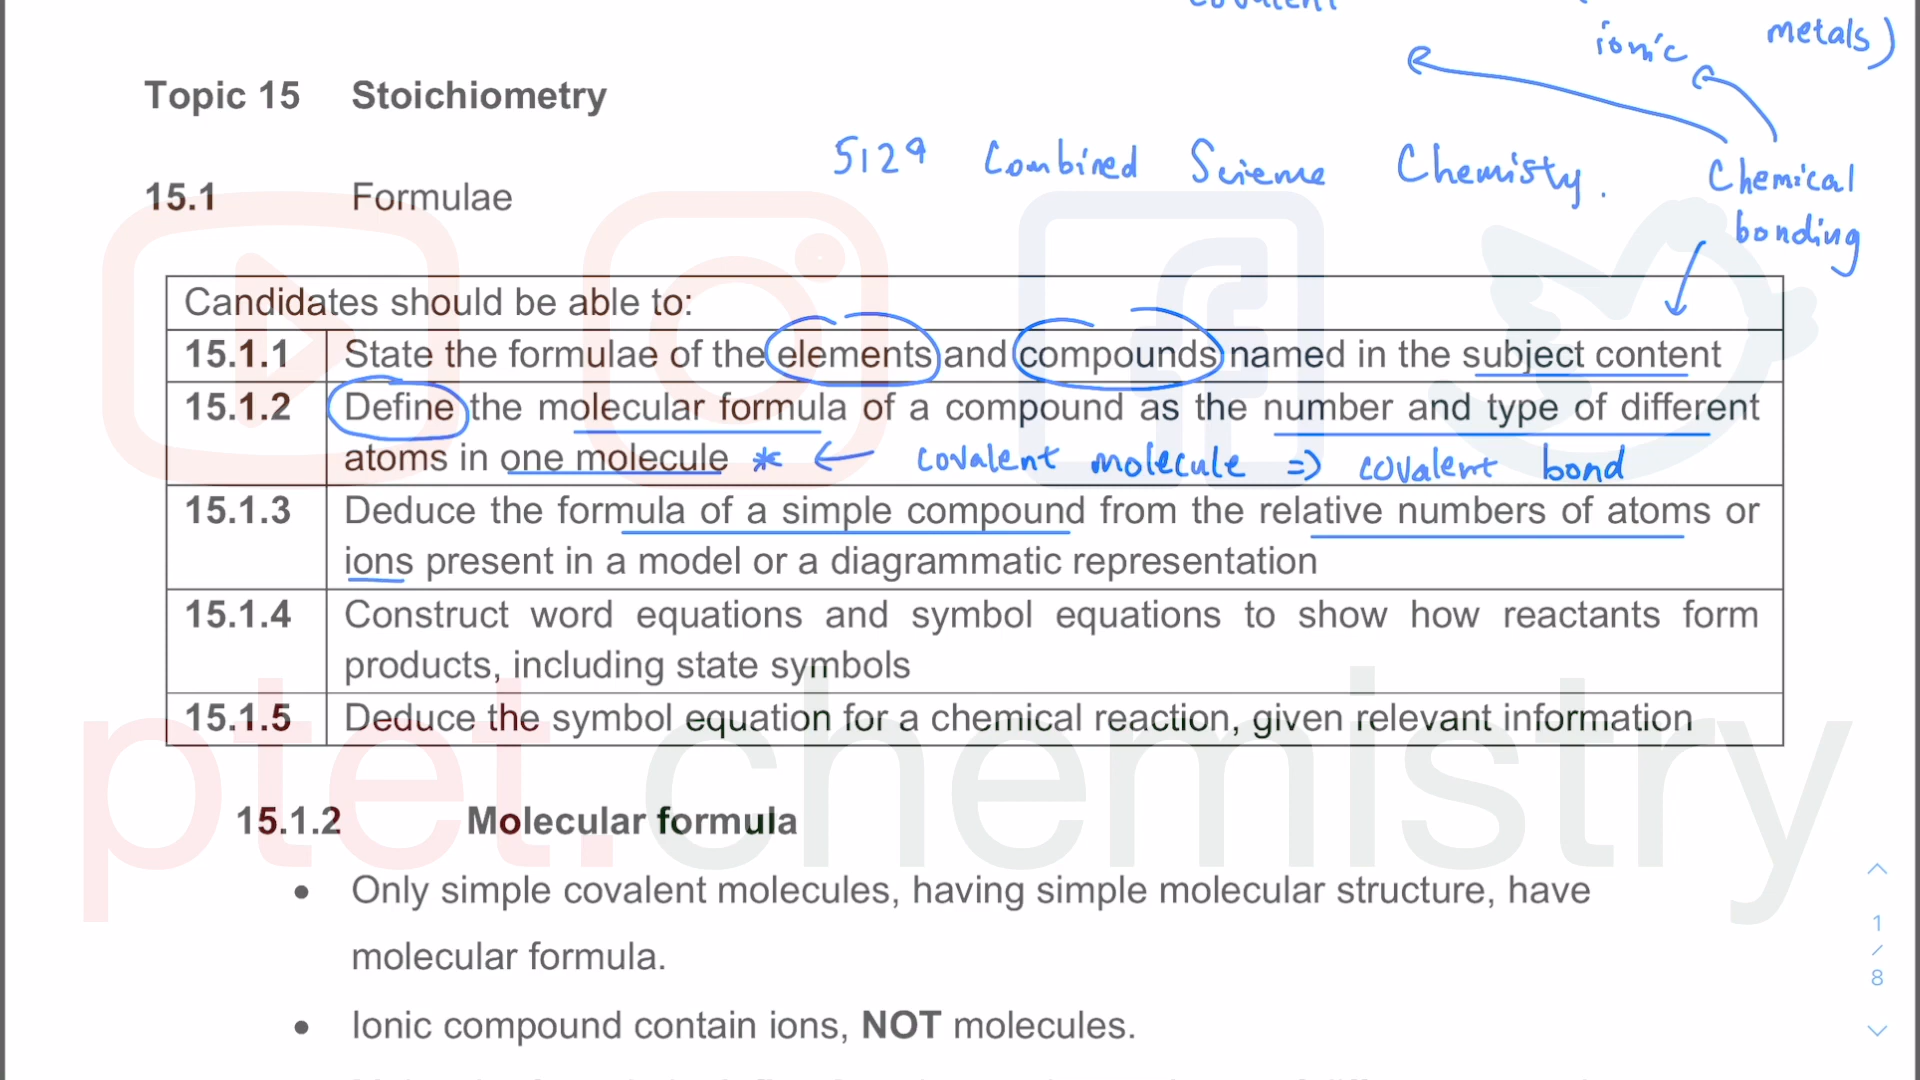 ionic
metals)
Topic 15 Stoichiometry
5129 Combined Science Chemisty.
Chemical
bonding
15.1 Formulae
Candidates should be able to:
15.1.1 State the formulae of the elements and compounds named in the subject content
15.1.2 Define the molecular formula of a compound as the number and type of different
atoms in one molecule * ← covalent molecule => covalent bond
15.1.3 Deduce the formula of a simple compound from the relative numbers of atoms or
ions present in a model or a diagrammatic representation
15.1.4 Construct word equations and symbol equations to show how reactants form
products, including state symbols
15.1.5 Deduce the symbol equation for a chemical reaction, given relevant information
ptet.chemistry
15.1.2 Molecular formula
• Only simple covalent molecules, having simple molecular structure, have
molecular formula.
• Ionic compound contain ions, NOT molecules.
1
/
8